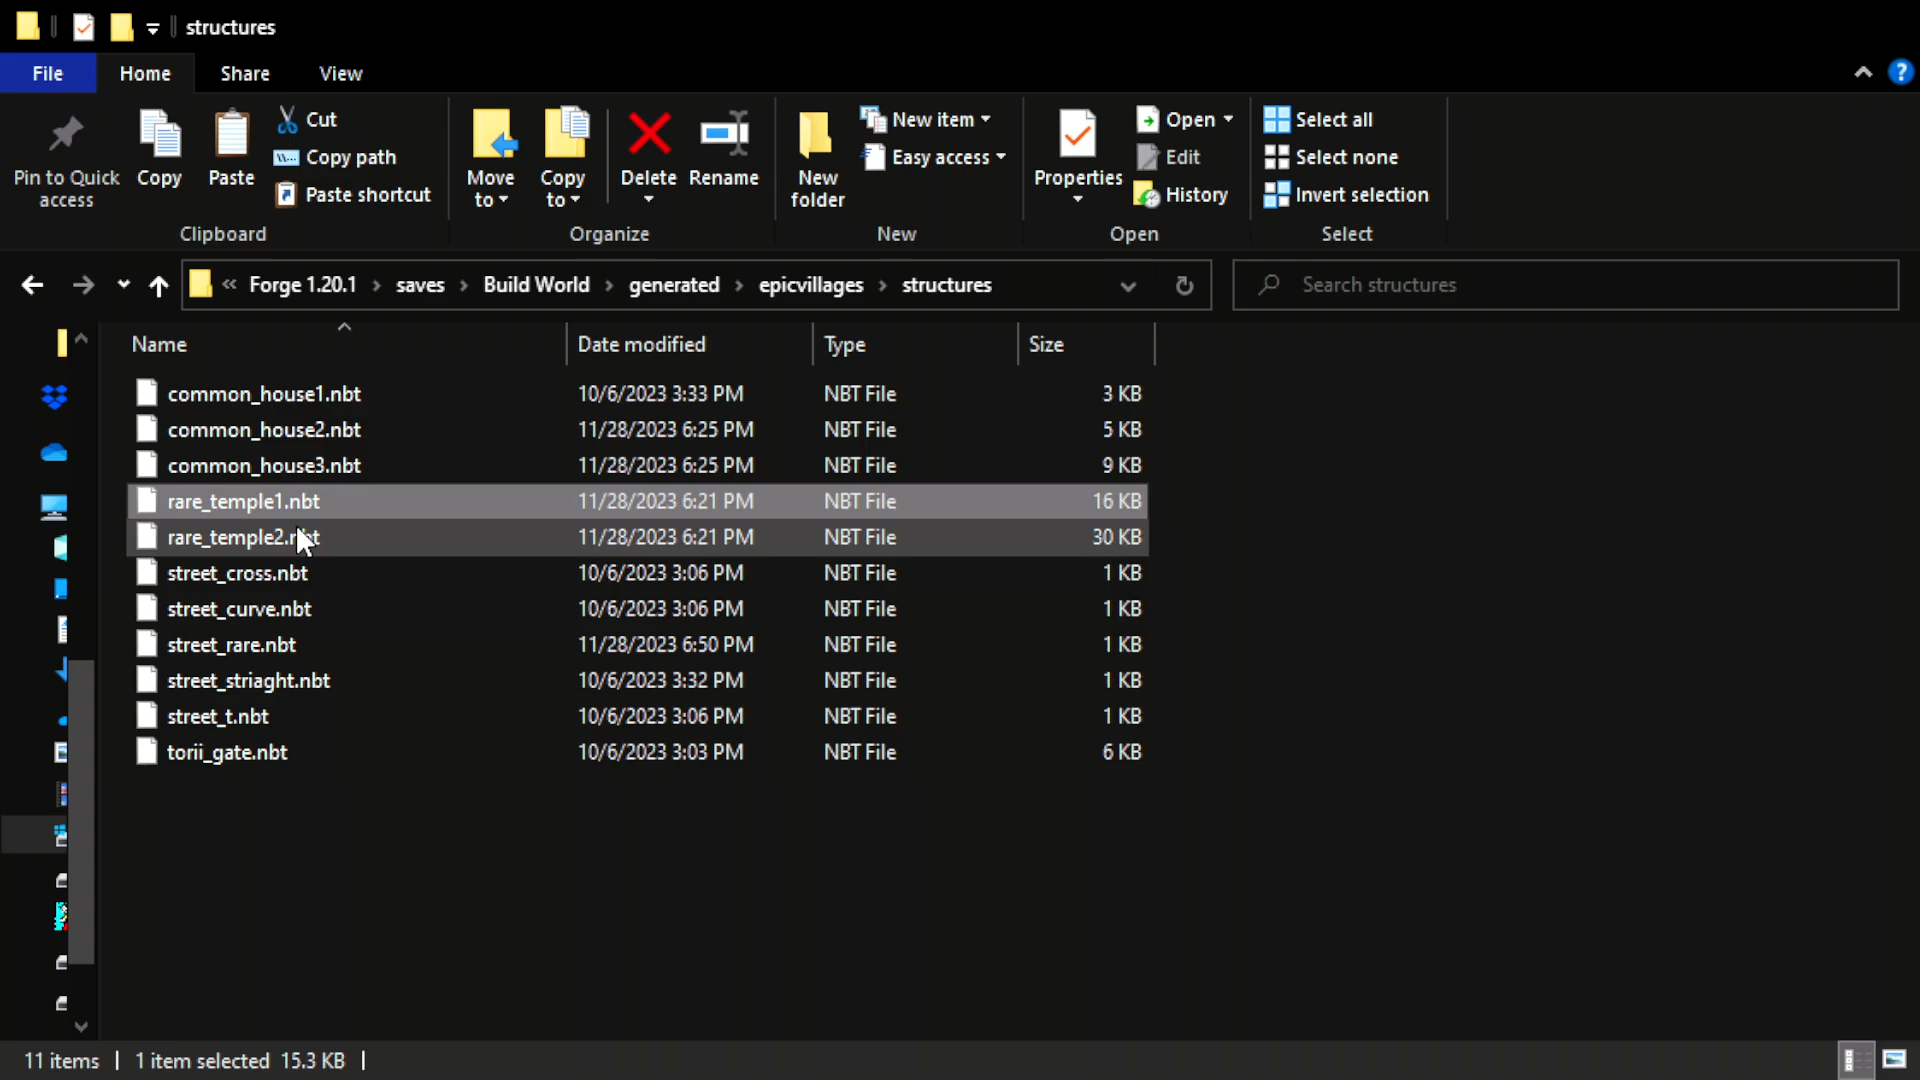 structures
File Home Share View
Pin to Quick access
Copy
Paste
Cut
Copy path
Paste shortcut
Clipboard
Move to
Copy to
Delete
Rename
Organize
New folder
New item
Easy access
New
Properties
Open
Edit
History
Open
Select all
Select none
Invert selection
Select
« Forge 1.20.1 › saves › Build World › generated › epicvillages › structures
Search structures
Name Date modified Type Size
common_house1.nbt 10/6/2023 3:33 PM NBT File 3 KB
common_house2.nbt 11/28/2023 6:25 PM NBT File 5 KB
common_house3.nbt 11/28/2023 6:25 PM NBT File 9 KB
rare_temple1.nbt 11/28/2023 6:21 PM NBT File 16 KB
rare_temple2.nbt 11/28/2023 6:21 PM NBT File 30 KB
street_cross.nbt 10/6/2023 3:06 PM NBT File 1 KB
street_curve.nbt 10/6/2023 3:06 PM NBT File 1 KB
street_rare.nbt 11/28/2023 6:50 PM NBT File 1 KB
street_striaght.nbt 10/6/2023 3:32 PM NBT File 1 KB
street_t.nbt 10/6/2023 3:06 PM NBT File 1 KB
torii_gate.nbt 10/6/2023 3:03 PM NBT File 6 KB
11 items | 1 item selected 15.3 KB |